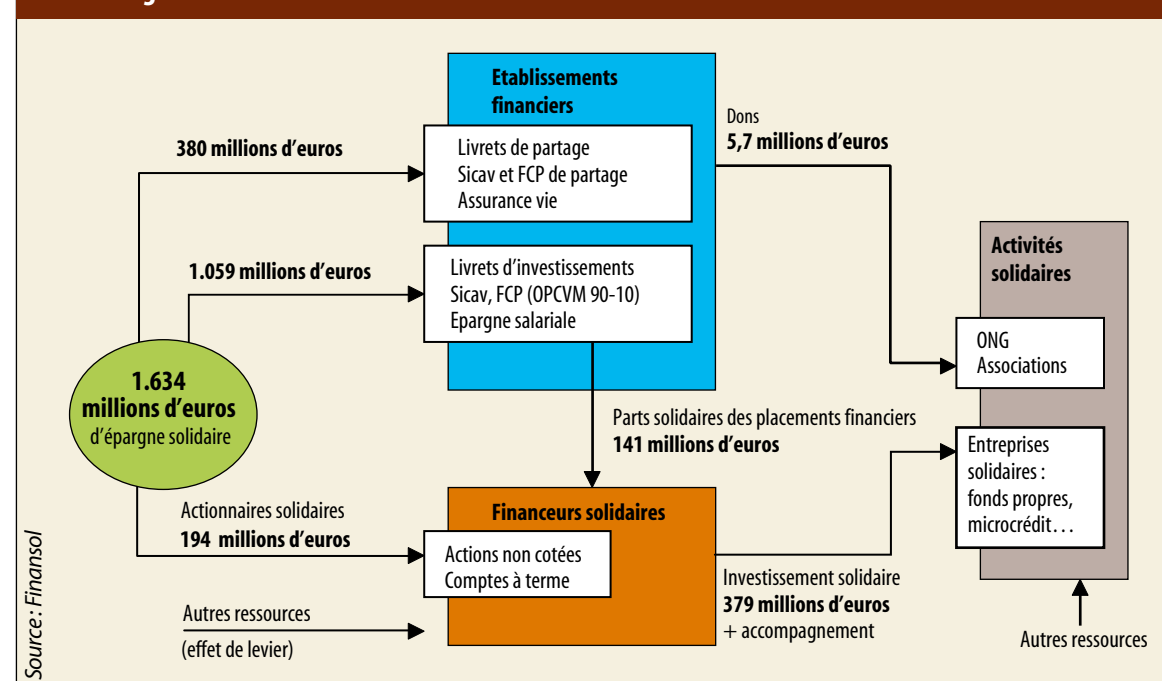 Etablissements
financiers
380 millions d'euros
Livrets de partage
Sicav et FCP de partage
Assurance vie
Dons
5,7 millions d'euros
1.059 millions d'euros
Livrets d'investissements
Sicav, FCP (OPCVM 90-10)
Epargne salariale
Activités
solidaires
ONG
Associations
1.634
millions d'euros
d'épargne solidaire
Parts solidaires des placements financiers
141 millions d'euros
Entreprises
solidaires :
fonds propres,
microcrédit…
Actionnaires solidaires
194 millions d'euros
Financeurs solidaires
Actions non cotées
Comptes à terme
Investissement solidaire
379 millions d'euros
+ accompagnement
Autres ressources
(effet de levier)
Autres ressources
Source: Finansol